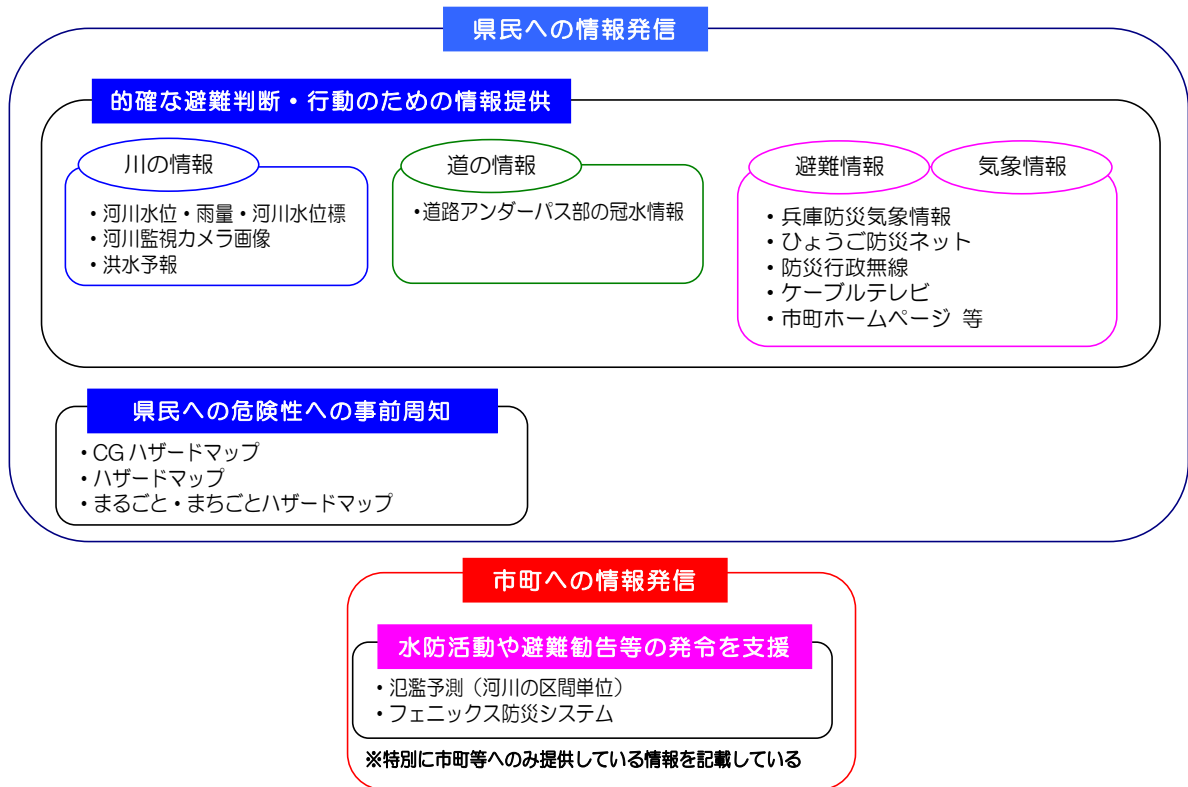 県民への情報発信
的確な避難判断・行動のための情報提供
川の情報
・河川水位・雨量・河川水位標
・河川監視カメラ画像
・洪水予報
道の情報
・道路アンダーパス部の冠水情報
避難情報
気象情報
・兵庫防災気象情報
・ひょうご防災ネット
・防災行政無線
・ケーブルテレビ
・市町ホームページ 等
県民への危険性への事前周知
・CGハザードマップ
・ハザードマップ
・まるごと・まちごとハザードマップ
市町への情報発信
水防活動や避難勧告等の発令を支援
・氾濫予測（河川の区間単位）
・フェニックス防災システム
※特別に市町等へのみ提供している情報を記載している